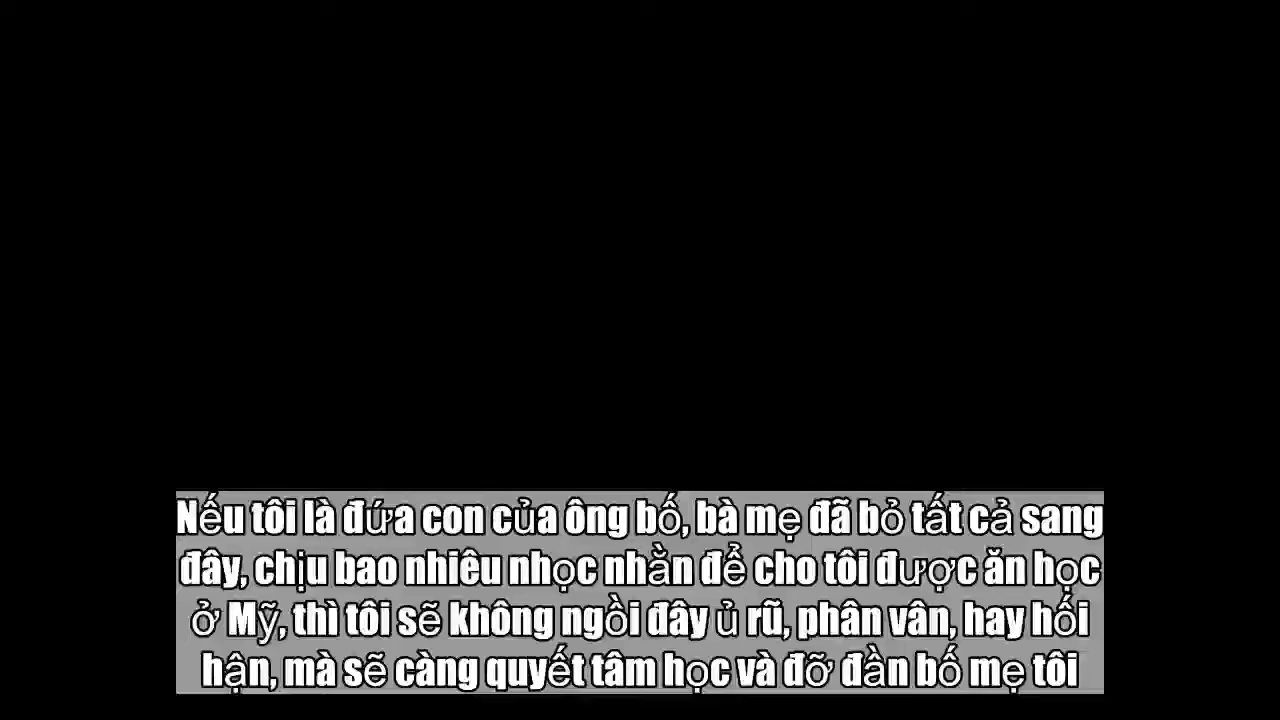 Nếu tôi là đứa con của ông bố, bà mẹ đã bỏ tất cả sang
đây, chịu bao nhiêu nhọc nhằn để cho tôi được ăn học
ở Mỹ, thì tôi sẽ không ngồi đây ủ rũ, phân vân, hay hối
hận, mà sẽ càng quyết tâm học và đỡ đần bố mẹ tôi